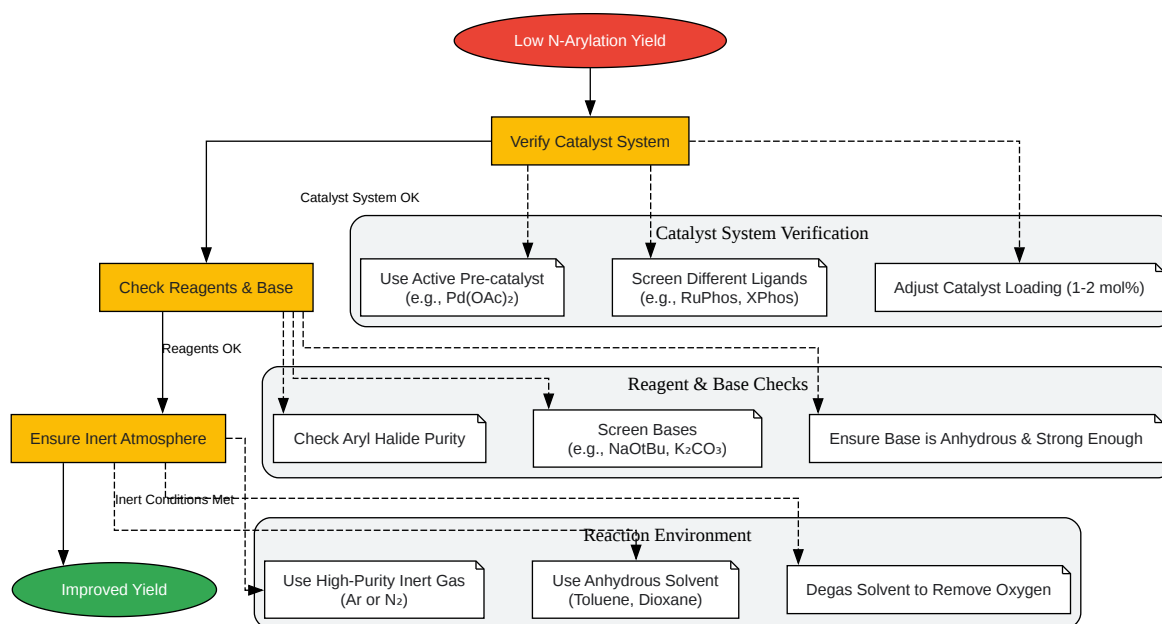 Low N-Arylation Yield
Verify Catalyst System
Catalyst System OK
Catalyst System Verification
Check Reagents & Base
Use Active Pre-catalyst
(e.g., Pd(OAc)₂)
Screen Different Ligands
(e.g., RuPhos, XPhos)
Adjust Catalyst Loading (1-2 mol%)
Reagents OK
Reagent & Base Checks
Ensure Inert Atmosphere
Check Aryl Halide Purity
Screen Bases
(e.g., NaOtBu, K₂CO₃)
Ensure Base is Anhydrous & Strong Enough
Inert Conditions Met
Reaction Environment
Improved Yield
Use High-Purity Inert Gas
(Ar or N₂)
Use Anhydrous Solvent
(Toluene, Dioxane)
Degas Solvent to Remove Oxygen